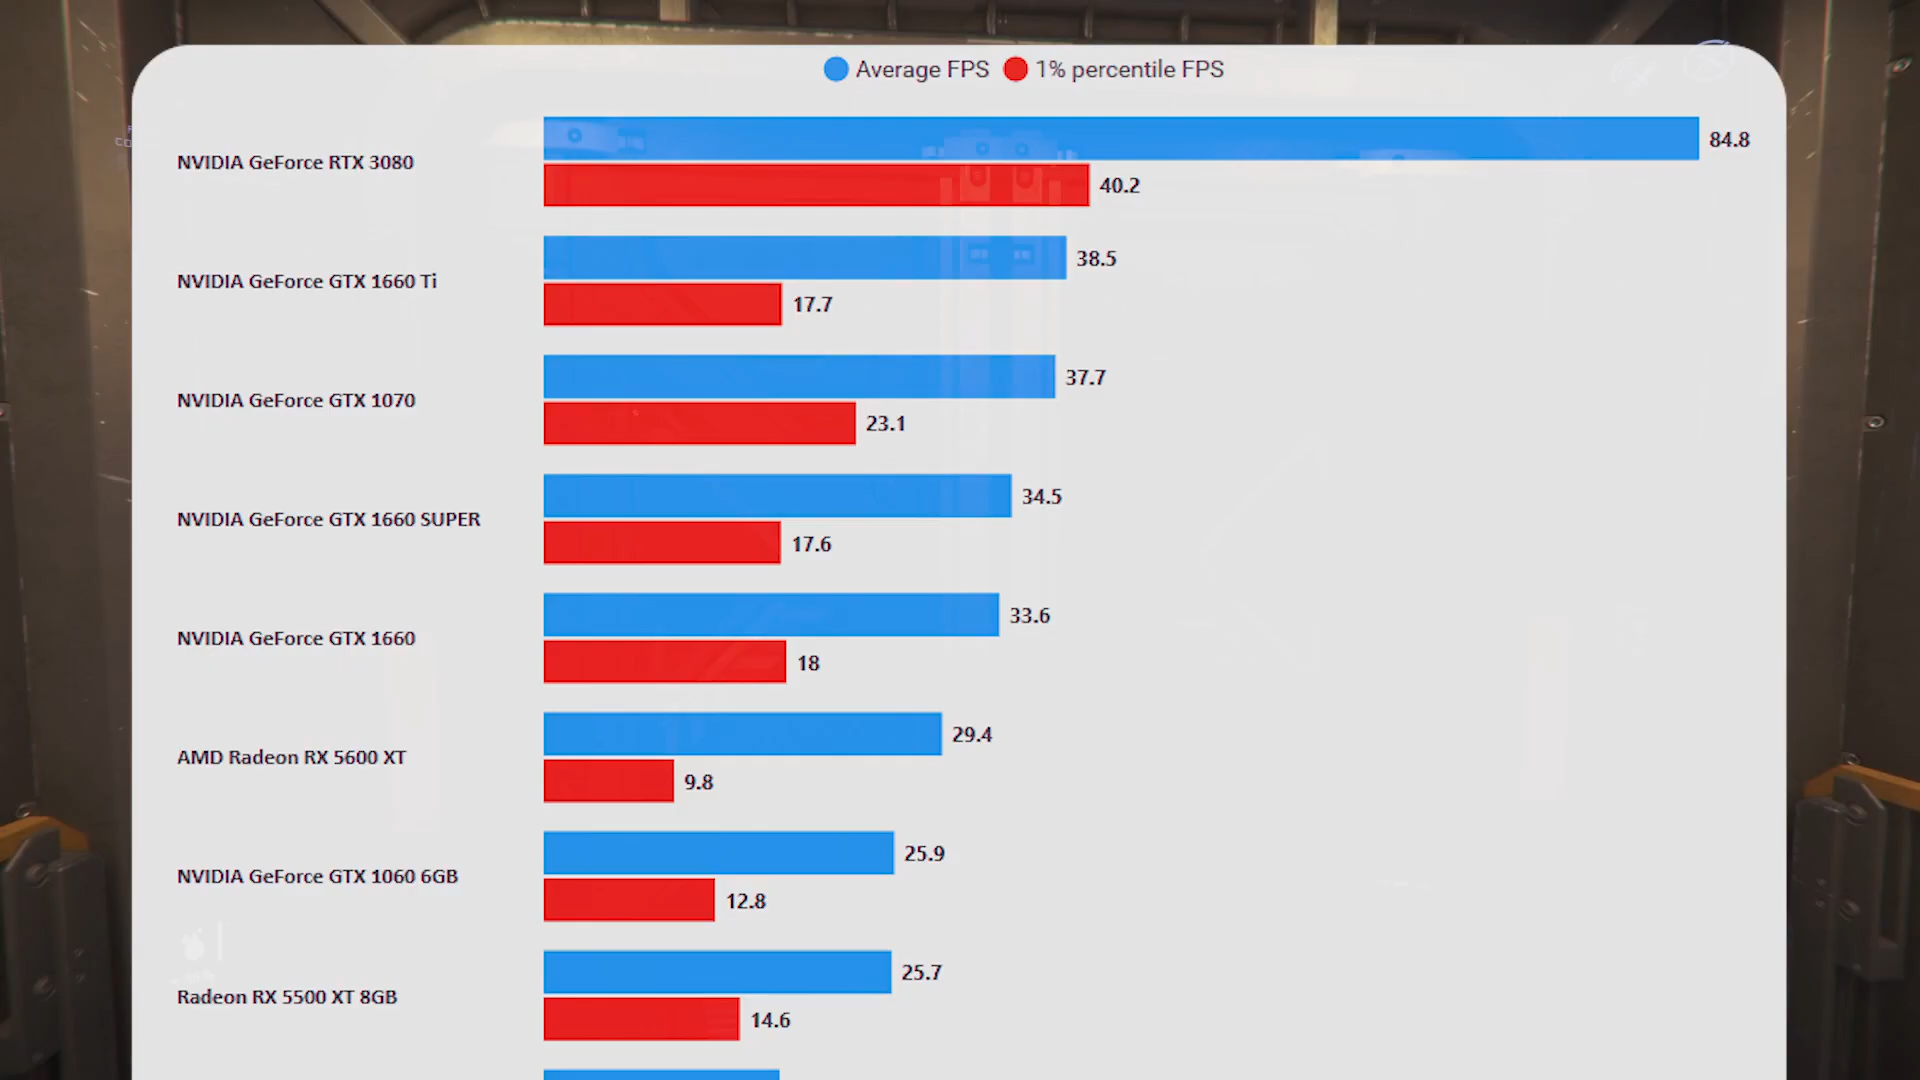 Average FPS 1% percentile FPS
NVIDIA GeForce RTX 3080
84.8
40.2
NVIDIA GeForce GTX 1660 Ti
38.5
17.7
NVIDIA GeForce GTX 1070
37.7
23.1
NVIDIA GeForce GTX 1660 SUPER
34.5
17.6
NVIDIA GeForce GTX 1660
33.6
18
AMD Radeon RX 5600 XT
29.4
9.8
NVIDIA GeForce GTX 1060 6GB
25.9
12.8
Radeon RX 5500 XT 8GB
25.7
14.6